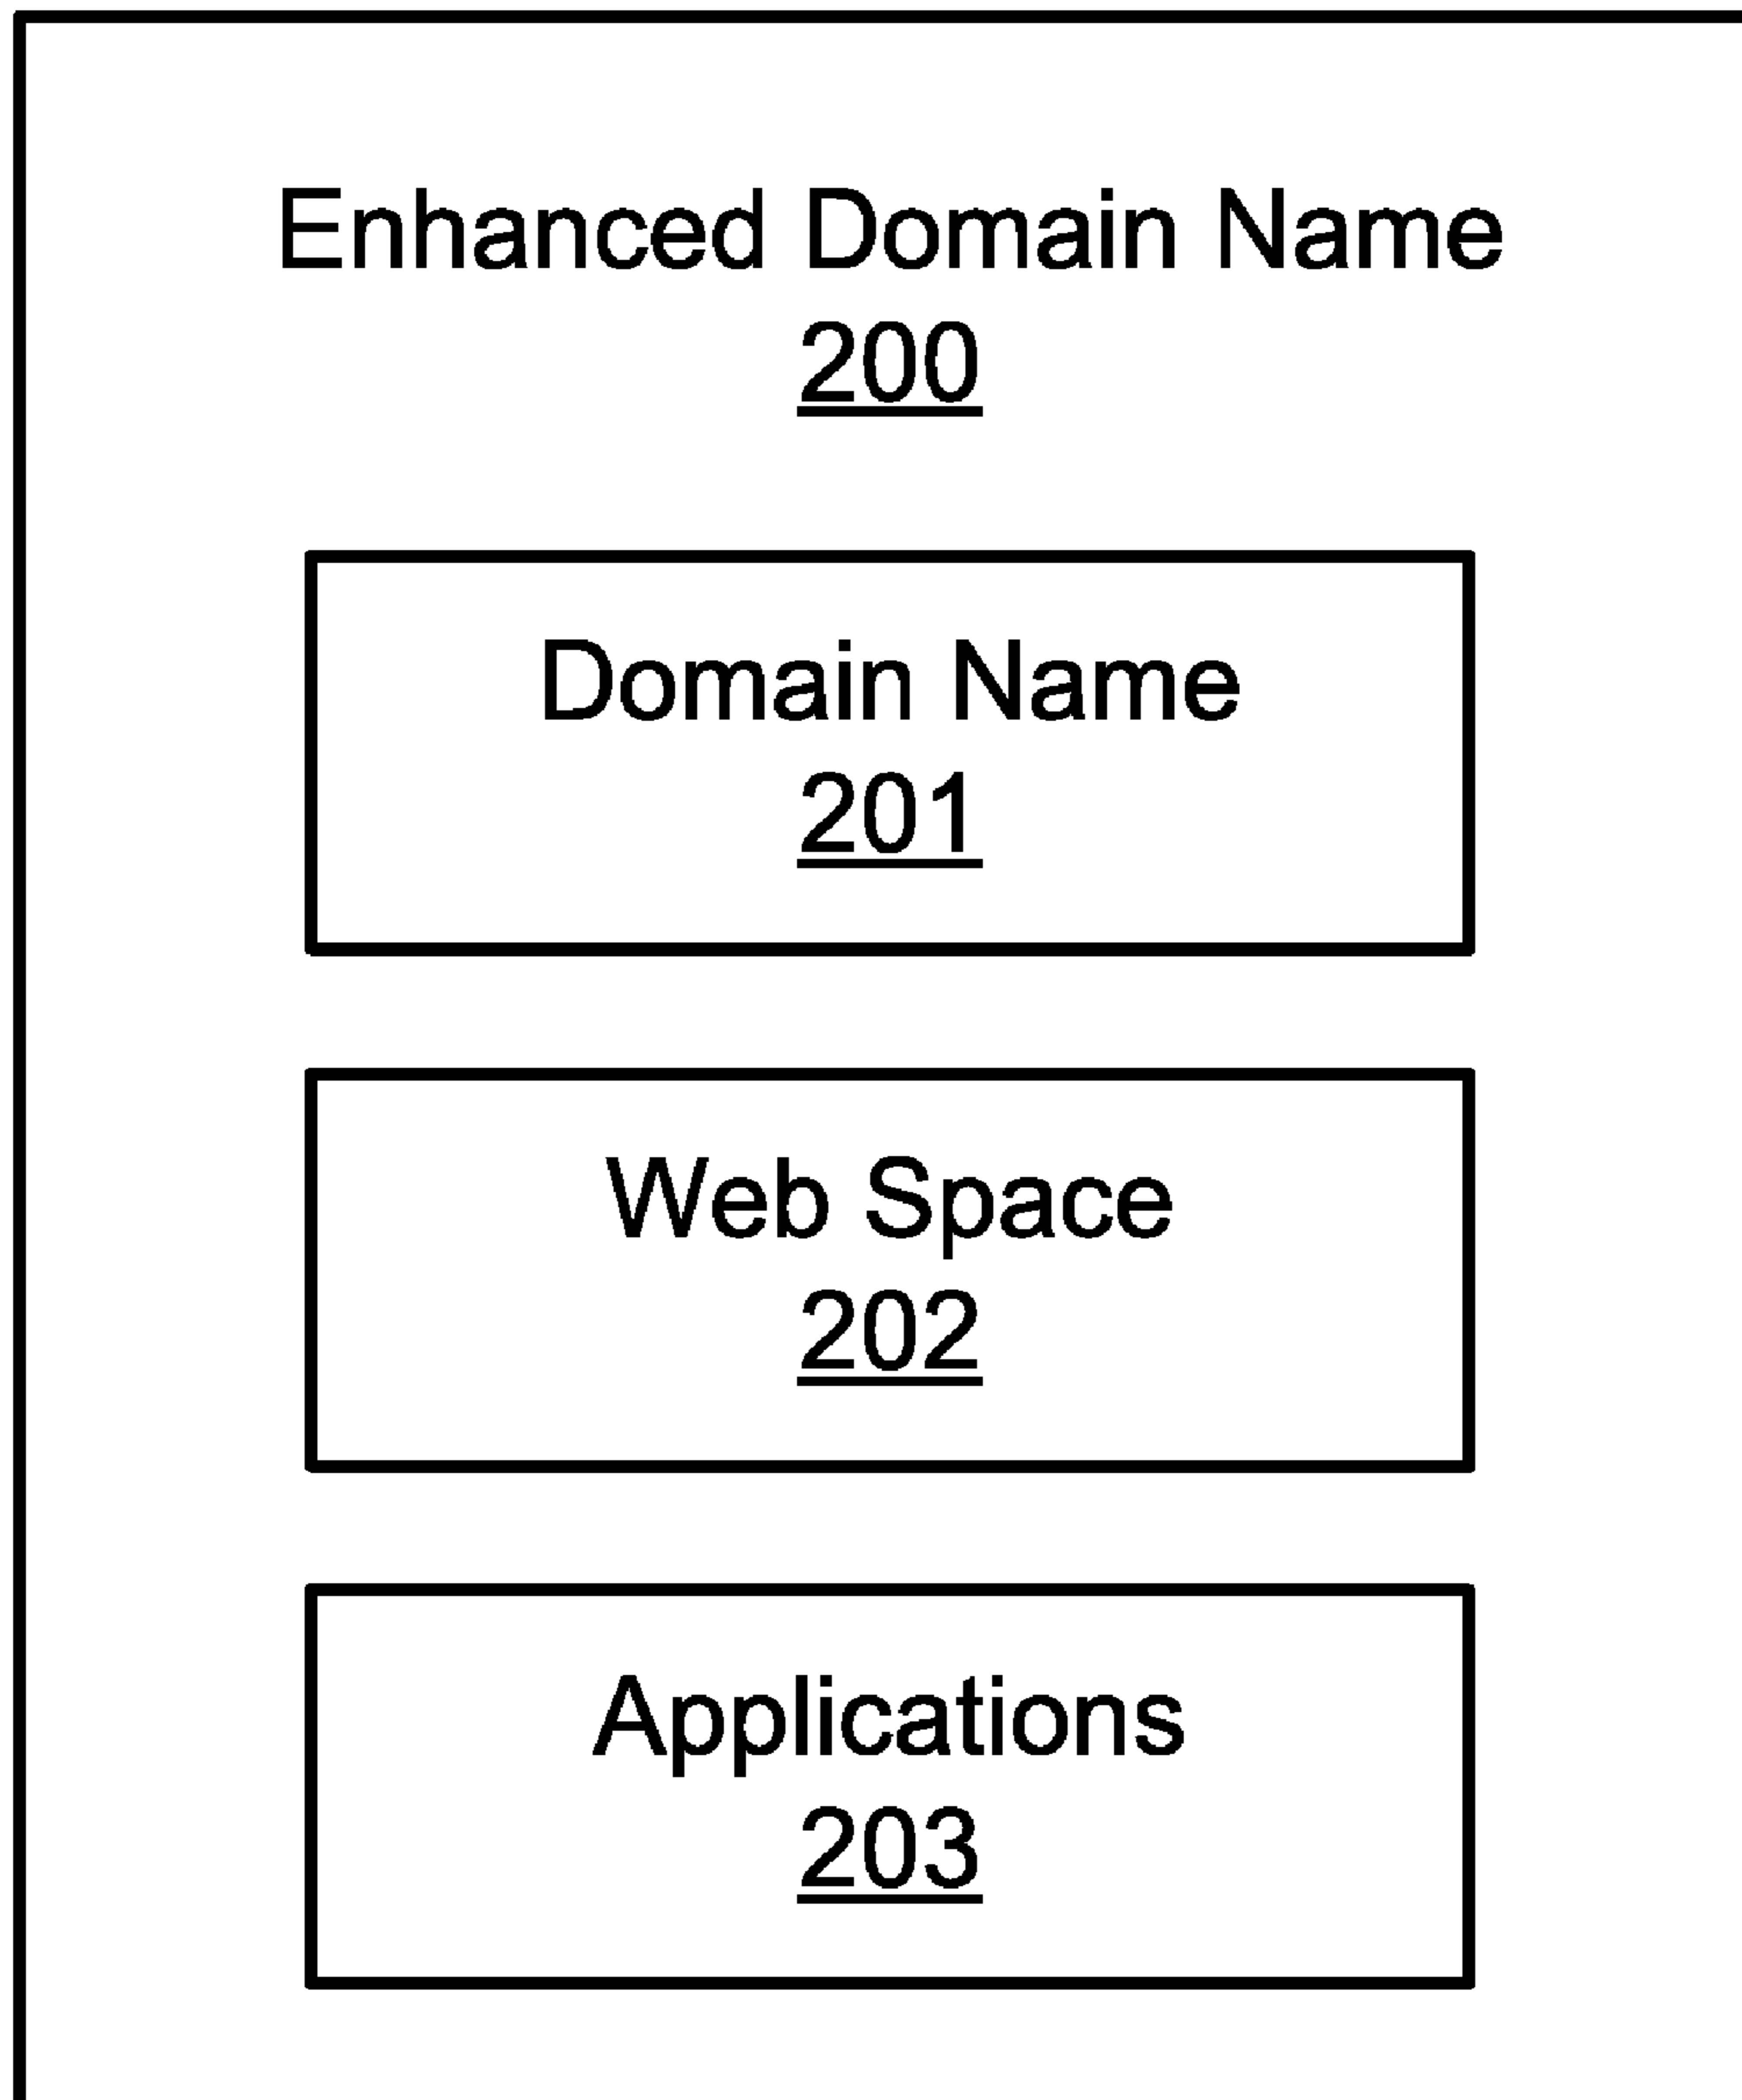 Enhanced Domain Name
200
Domain Name
201
Web Space
202
Applications
203